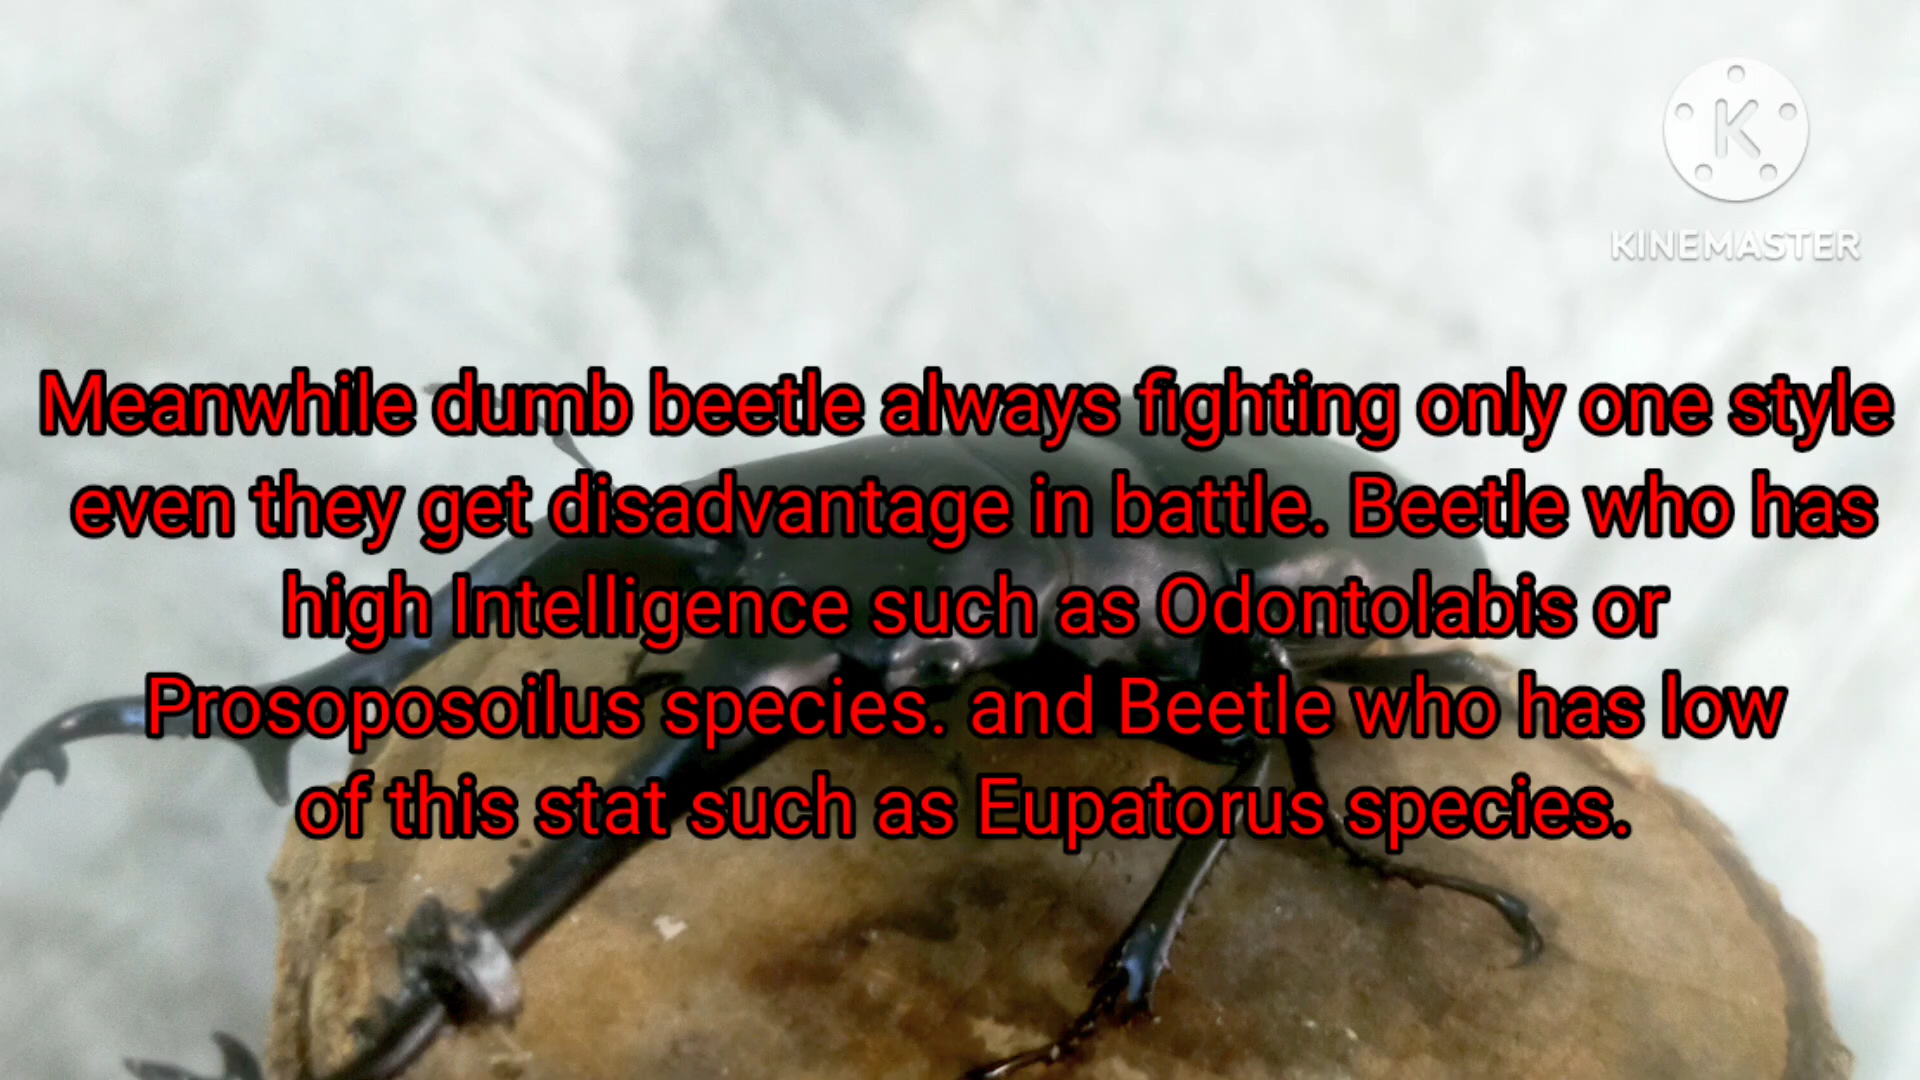 KINEMASTER
Meanwhile dumb beetle always fighting only one style
even they get disadvantage in battle. Beetle who has
high Intelligence such as Odontolabis or
Prosoposoilus species. and Beetle who has low
of this stat such as Eupatorus species.